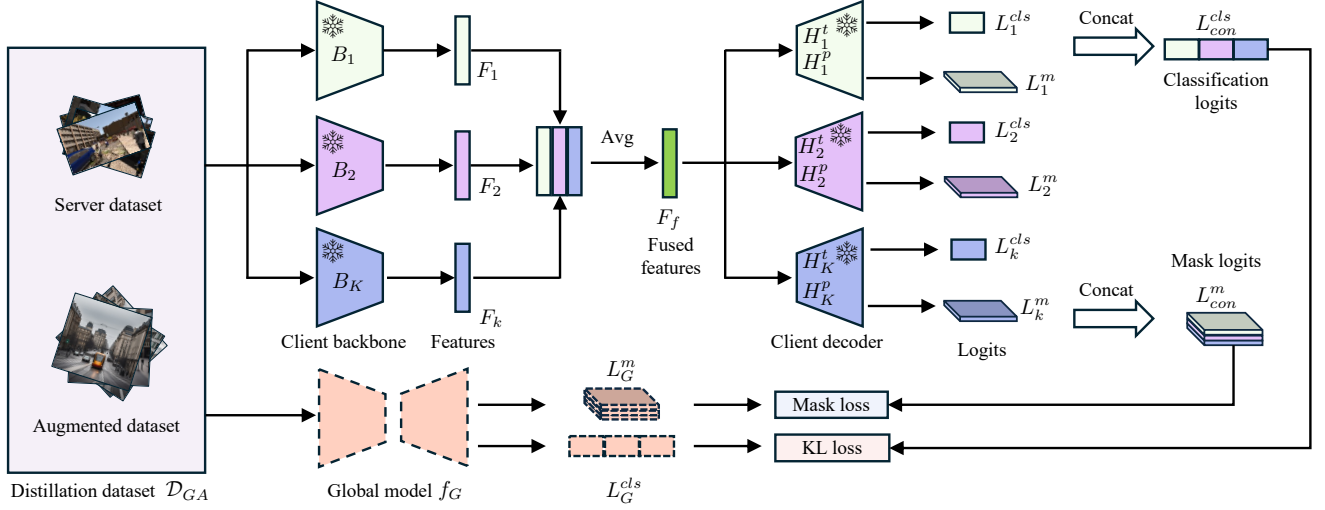 Server dataset
Augmented dataset
Distillation dataset $\mathcal{D}_{GA}$
$B_1$
$B_2$
$B_K$
Client backbone
$F_1$
$F_2$
$F_k$
Features
Avg
$F_f$
Fused
features
$H_1^t$
$H_1^p$
$H_2^t$
$H_2^p$
$H_K^t$
$H_K^p$
Client decoder
$L_1^{cls}$
$L_1^m$
$L_2^{cls}$
$L_2^m$
$L_k^{cls}$
$L_k^m$
Logits
Concat
$L_{con}^{cls}$
Classification
logits
Concat
Mask logits
$L_{con}^m$
Global model $f_G$
$L_G^m$
$L_G^{cls}$
Mask loss
KL loss